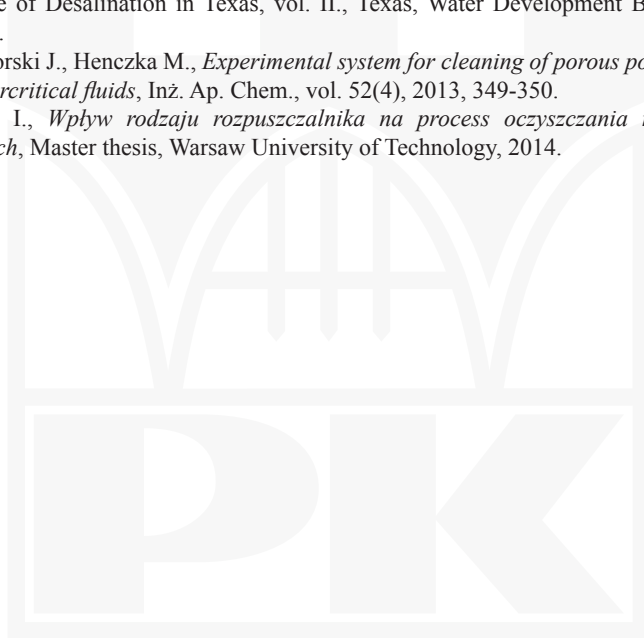 of Desalination in Texas, vol. II., Texas, Water Development
orski J., Henczka M., Experimental system for cleaning of porous
rcritical fluids, Inż. Ap. Chem., vol. 52(4), 2013, 349-350.
I., Wpływ rodzaju rozpuszczalnika na process oczyszczania
ch, Master thesis, Warsaw University of Technology, 2014.
PK